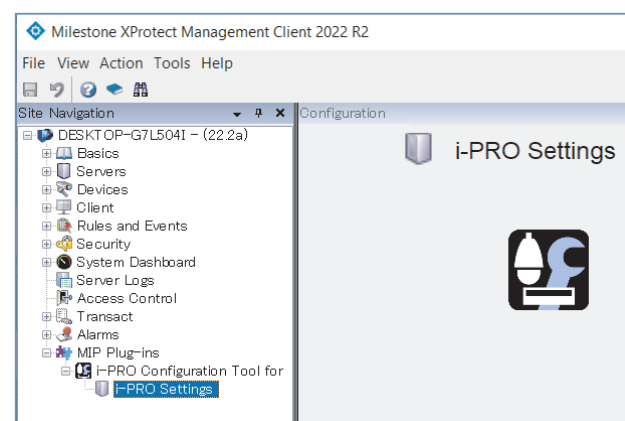 Milestone XProtect Management Client 2022 R2
File View Action Tools Help
Site Navigation
Configuration
DESKTOP-G7L504I - (22.2a)
i-PRO Settings
Basics
Servers
Devices
Client
Rules and Events
Security
System Dashboard
Server Logs
Access Control
Transact
Alarms
MIP Plug-ins
i-PRO Configuration Tool for
i-PRO Settings